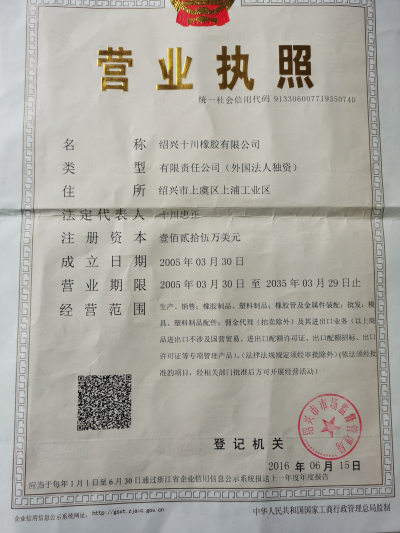 营业执照
统一社会信用代码 91330600771935074D
名称 绍兴十川橡胶有限公司
类型 有限责任公司（外国法人独资）
住所 绍兴市上虞区上浦工业区
法定代表人 十川忠正
注册资本 壹佰贰拾伍万美元
成立日期 2005年03月30日
营业期限 2005年03月30日至2035年03月29日止
经营范围 生产、销售：橡胶制品、塑料制品；橡胶管及金属件装配；批发：模
具、塑料制品配件；佣金代理（拍卖除外）及其进出口业务（以上商
品进出口不涉及国营贸易、进出口配额许可证、出口配额招标、出口
许可证等专项管理产品）。（法律法规规定须经审批除外）（依法须经批
准的项目，经相关部门批准后方可开展经营活动）
绍兴市市场监督管理局
登记机关
2016年06月15日
应当于每年1月1日至6月30日通过浙江省企业信用信息公示系统报送上一年度年度报告
企业信用信息公示系统网址：http://gsxt.zjaic.gov.cn
中华人民共和国国家工商行政管理总局监制